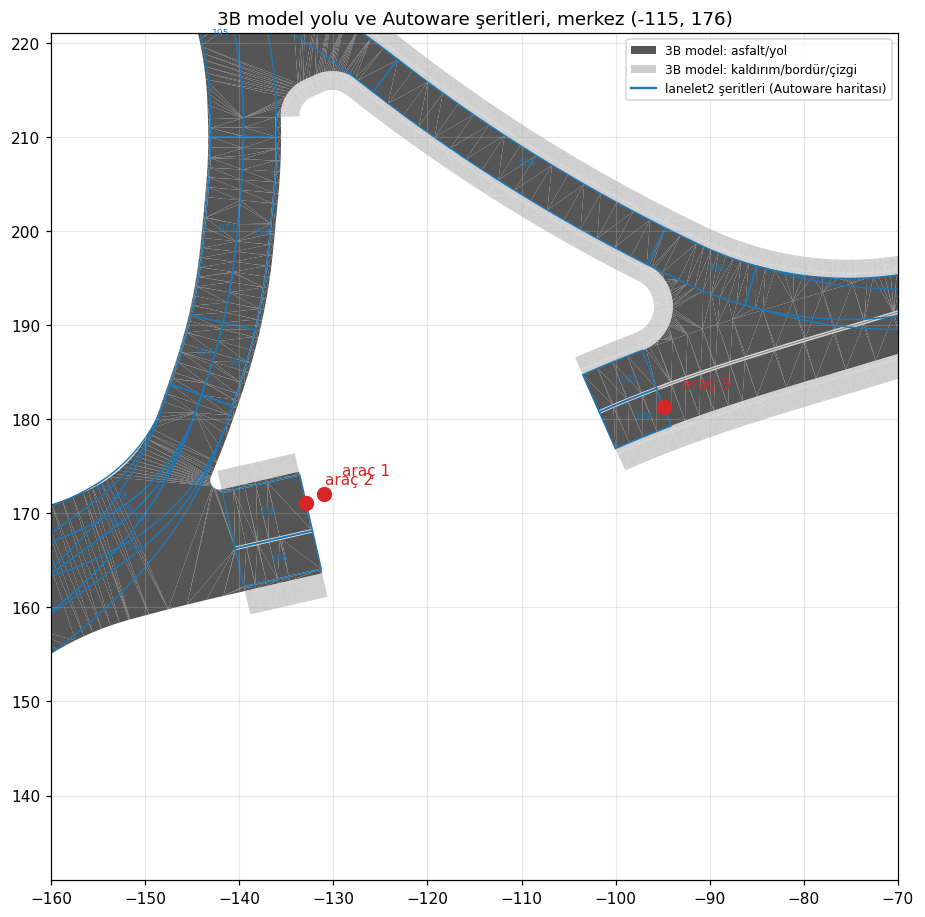 3B model yolu ve Autoware şeritleri, merkez (-115, 176)
3B model: asfalt/yol
3B model: kaldırım/bordür/çizgi
lanelet2 şeritleri (Autoware haritası)
araç 3
araç 1
araç 2
220
210
200
190
180
170
160
150
140
−160
−150
−140
−130
−120
−110
−100
−90
−80
−70